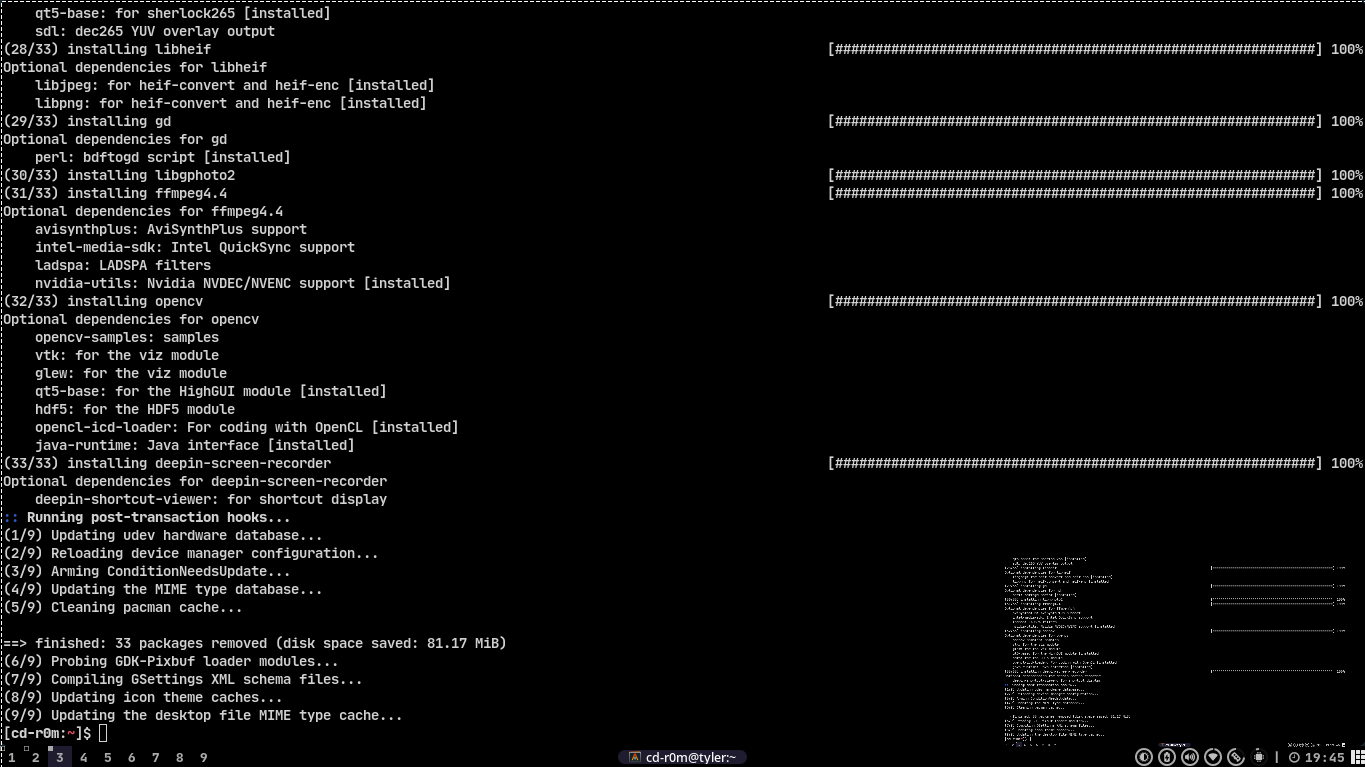 qt5-base: for sherlock265 [installed]
sdl: dec265 YUV overlay output
(28/33) installing libheif [############################################################] 100%
Optional dependencies for libheif
libjpeg: for heif-convert and heif-enc [installed]
libpng: for heif-convert and heif-enc [installed]
(29/33) installing gd [############################################################] 100%
Optional dependencies for gd
perl: bdftogd script [installed]
(30/33) installing libgphoto2 [############################################################] 100%
(31/33) installing ffmpeg4.4 [############################################################] 100%
Optional dependencies for ffmpeg4.4
avisynthplus: AviSynthPlus support
intel-media-sdk: Intel QuickSync support
ladspa: LADSPA filters
nvidia-utils: Nvidia NVDEC/NVENC support [installed]
(32/33) installing opencv [############################################################] 100%
Optional dependencies for opencv
opencv-samples: samples
vtk: for the viz module
glew: for the viz module
qt5-base: for the HighGUI module [installed]
hdf5: for the HDF5 module
opencl-icd-loader: For coding with OpenCL [installed]
java-runtime: Java interface [installed]
(33/33) installing deepin-screen-recorder [############################################################] 100%
Optional dependencies for deepin-screen-recorder
deepin-shortcut-viewer: for shortcut display
:: Running post-transaction hooks...
(1/9) Updating udev hardware database...
(2/9) Reloading device manager configuration...
(3/9) Arming ConditionNeedsUpdate...
(4/9) Updating the MIME type database...
(5/9) Cleaning pacman cache...
==> finished: 33 packages removed (disk space saved: 81.17 MiB)
(6/9) Probing GDK-Pixbuf loader modules...
(7/9) Compiling GSettings XML schema files...
(8/9) Updating icon theme caches...
(9/9) Updating the desktop file MIME type cache...
[cd-r0m:~]$
1 2 3 4 5 6 7 8 9 cd-r0m@tyler:~ | 19:45